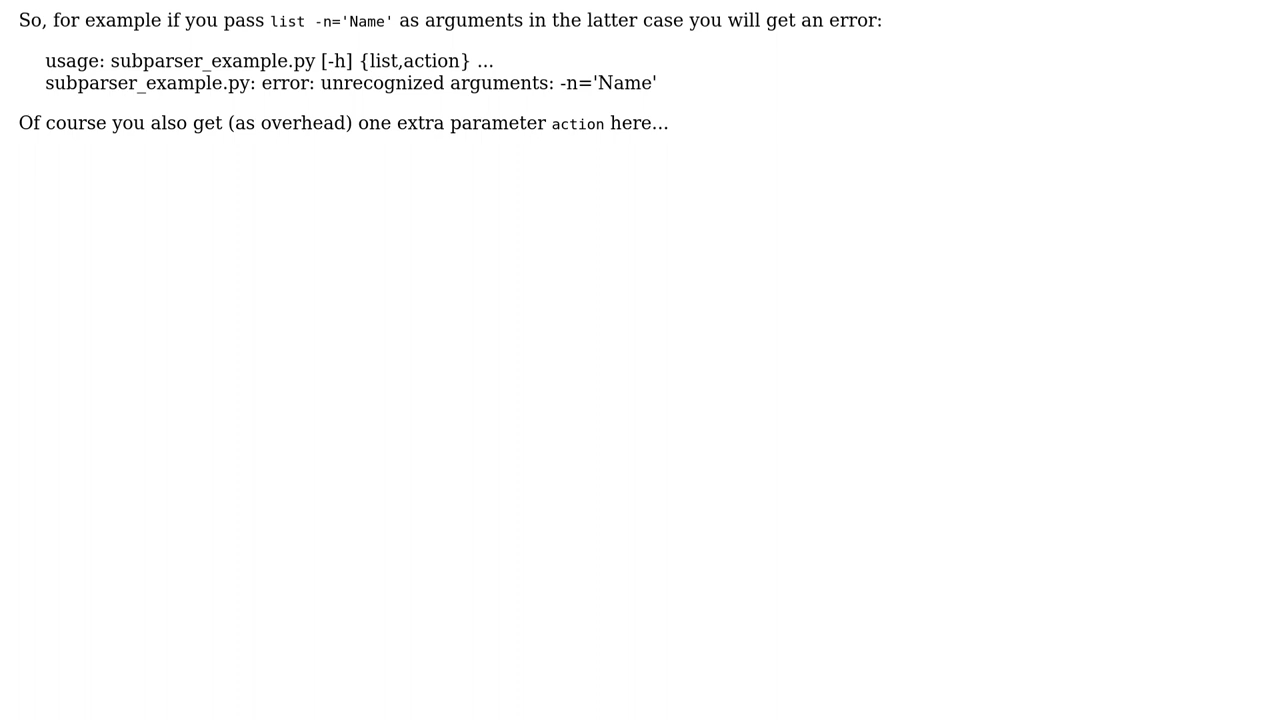 So, for example if you pass list -n='Name' as arguments in the latter case you will get an error:
usage: subparser_example.py [-h] {list,action} ...
subparser_example.py: error: unrecognized arguments: -n='Name'
Of course you also get (as overhead) one extra parameter action here...